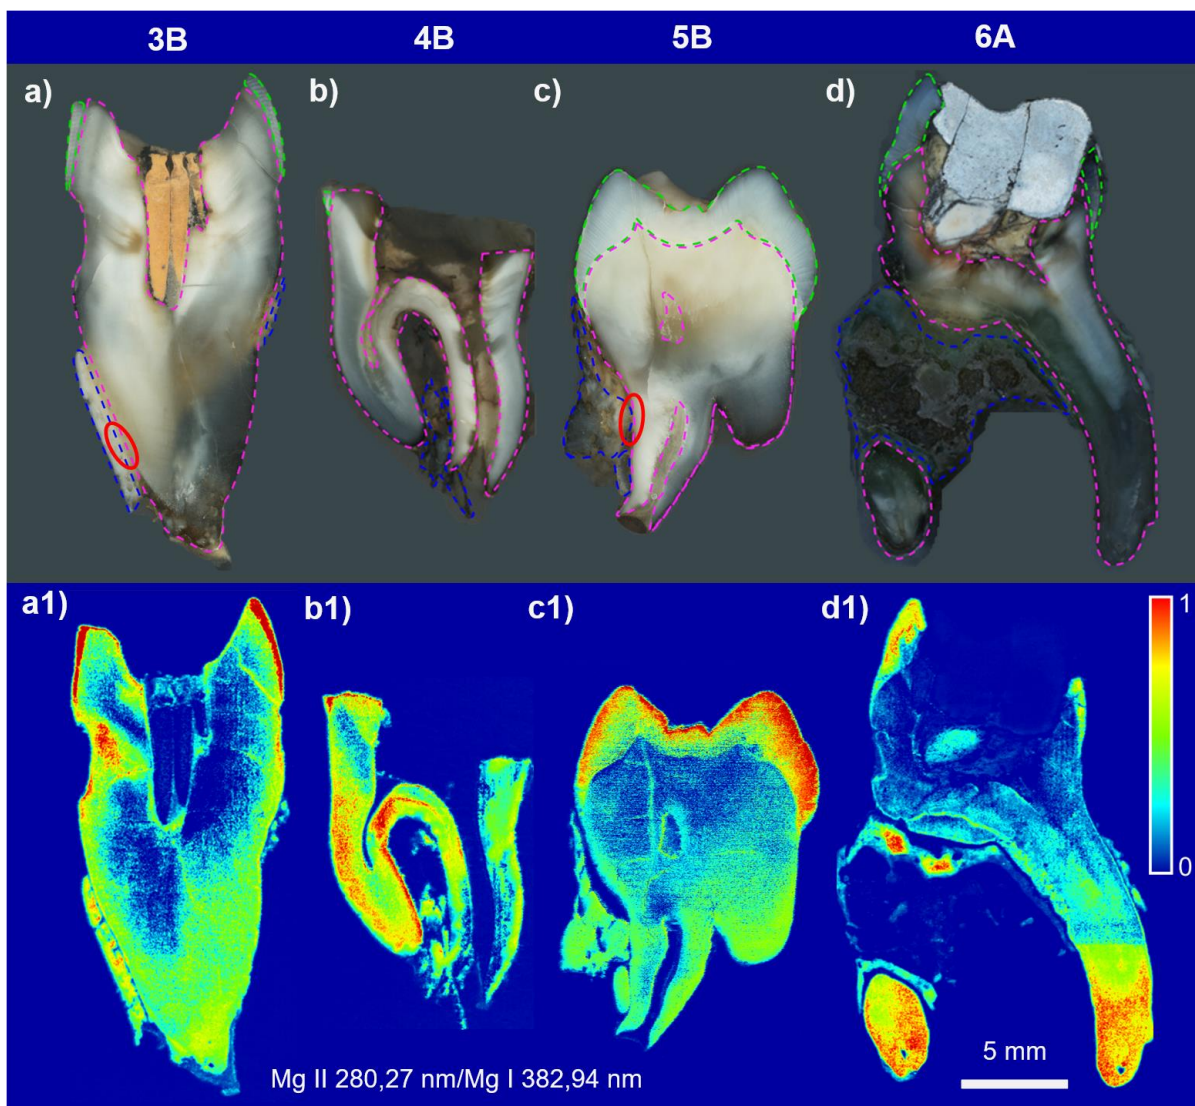 3B 4B 5B 6A
a) b) c) d)
a1) b1) c1) d1)
1
0
5 mm
Mg II 280,27 nm/Mg I 382,94 nm